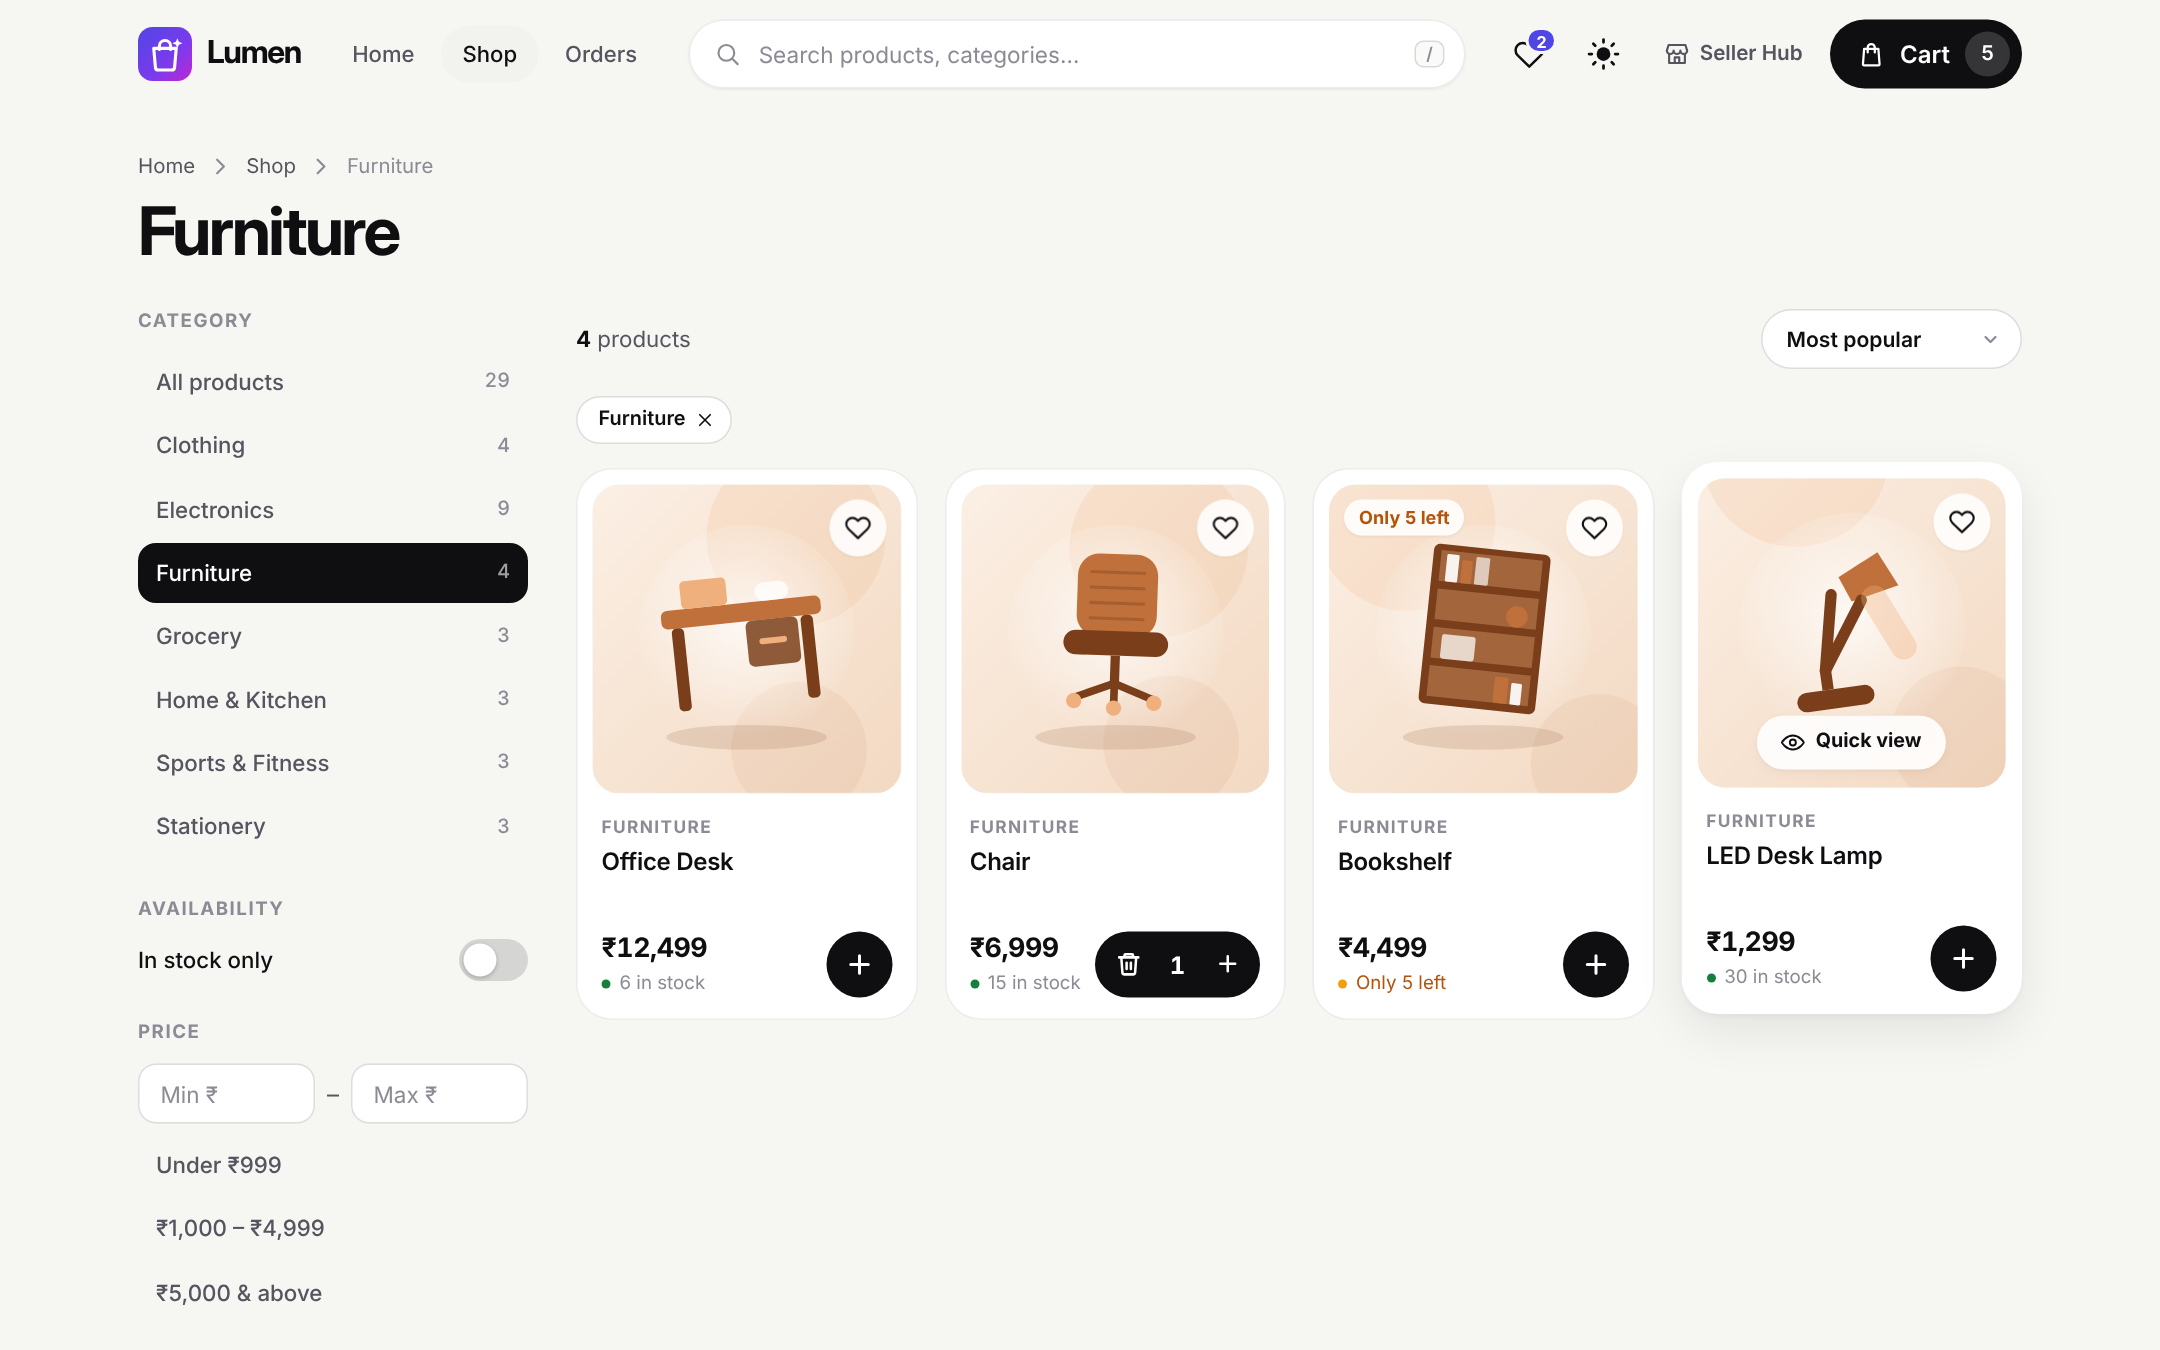 Lumen
Home
Shop
Orders
Search products, categories...
/
2
Seller Hub
Cart
5
Home
Shop
Furniture
Furniture
CATEGORY
All products 29
Clothing 4
Electronics 9
Furniture 4
Grocery 3
Home & Kitchen 3
Sports & Fitness 3
Stationery 3
AVAILABILITY
In stock only
PRICE
Min ₹ – Max ₹
Under ₹999
₹1,000 – ₹4,999
₹5,000 & above
4 products
Most popular
Furniture
FURNITURE
Office Desk
₹12,499
6 in stock
FURNITURE
Chair
₹6,999
15 in stock
1
Only 5 left
FURNITURE
Bookshelf
₹4,499
Only 5 left
Quick view
FURNITURE
LED Desk Lamp
₹1,299
30 in stock